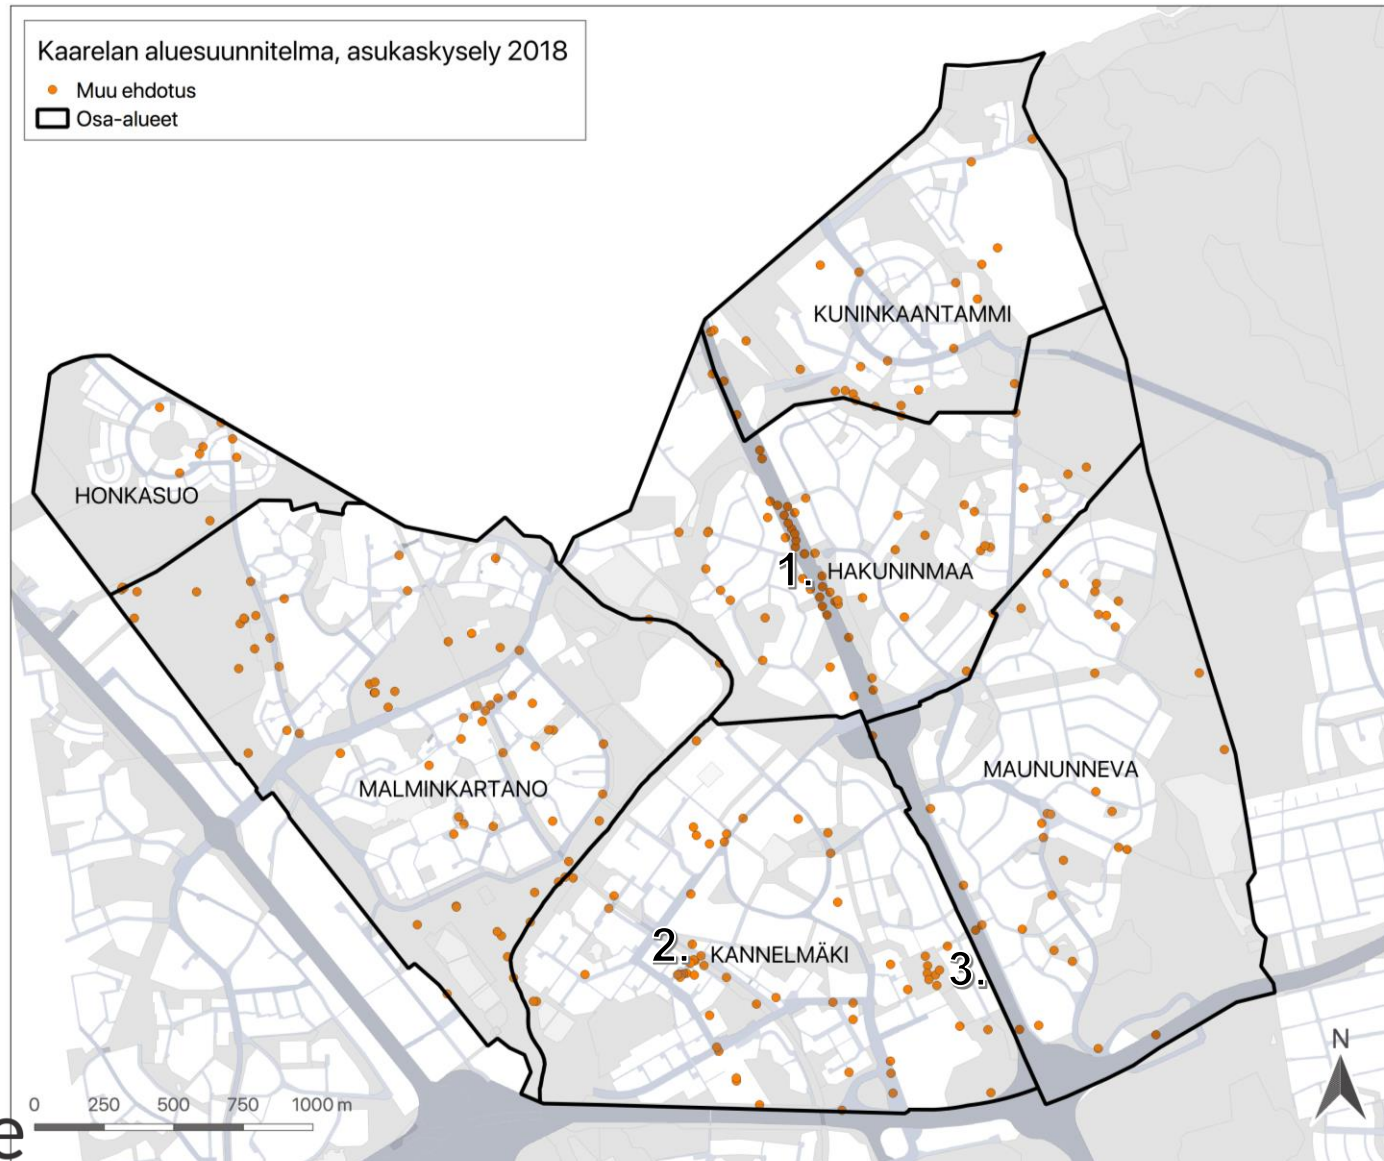 Kaarelan aluesuunnitelma, asukaskysely 2018
Muu ehdotus
Osa-alueet
KUNINKAANTAMMI
HONKASUO
1. HAKUNINMAA
MALMINKARTANO
MAUNUNNEVA
2. KANNELMÄKI
3.
N
0 250 500 750 1000 m
e